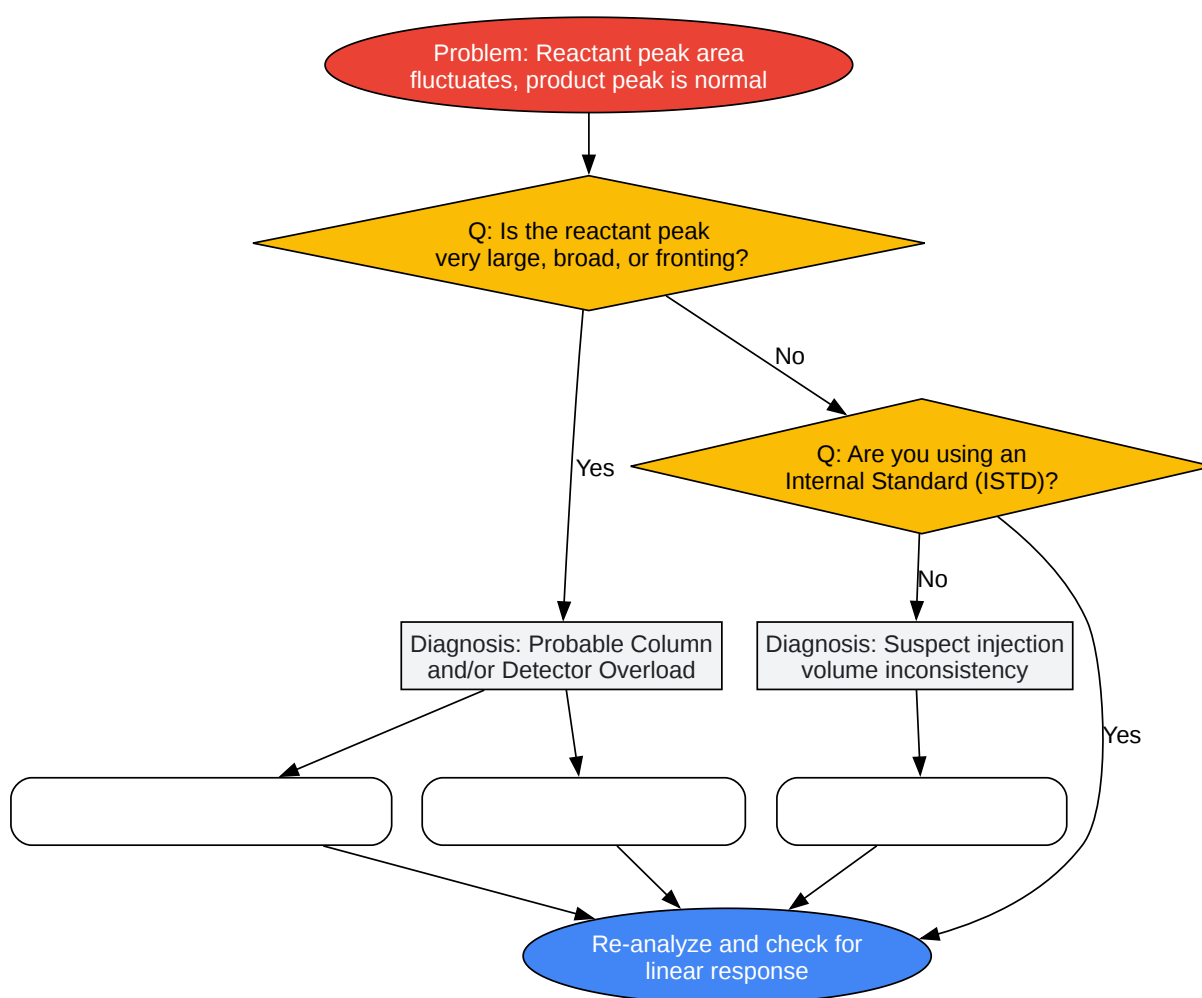 Problem: Reactant peak area
fluctuates, product peak is normal
Q: Is the reactant peak
very large, broad, or fronting?
No
Yes
Q: Are you using an
Internal Standard (ISTD)?
No
Yes
Diagnosis: Probable Column
and/or Detector Overload
Diagnosis: Suspect injection
volume inconsistency
Re-analyze and check for
linear response